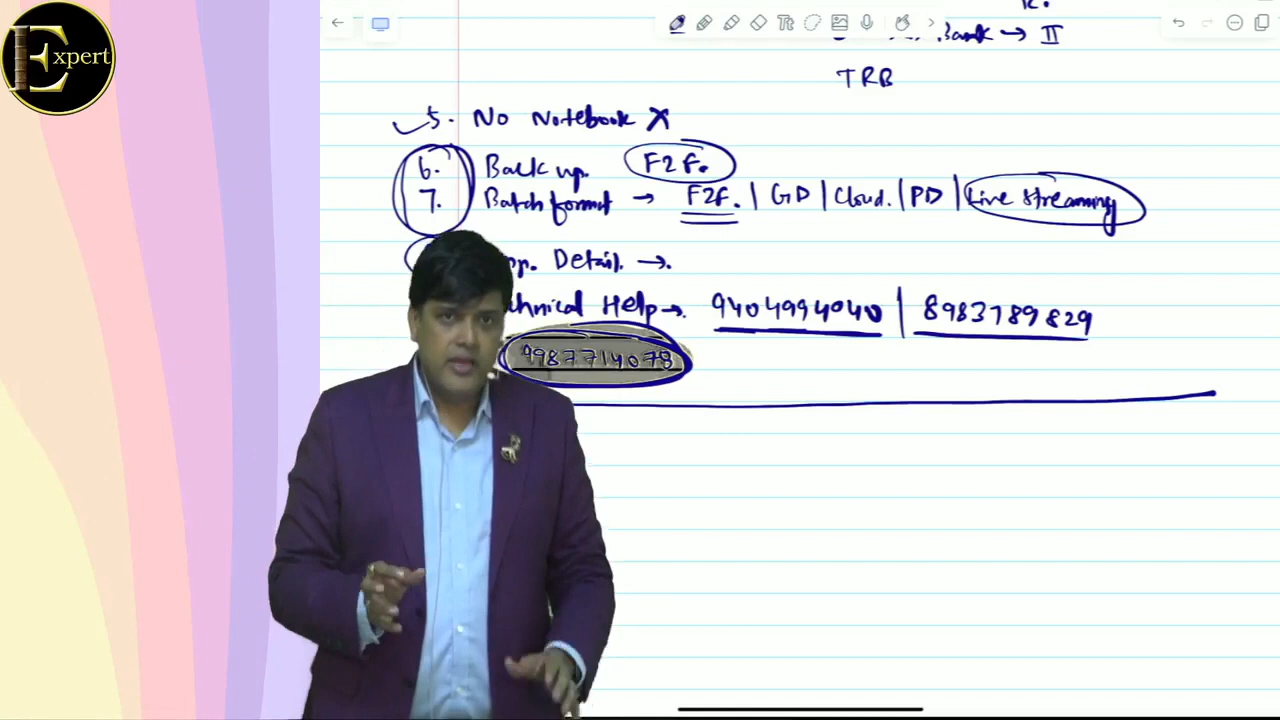 Expert
Bank → II
TRB
5. No Notebook X
6. Back up. F2F.
7. Batch format → F2F. | GD | Cloud. | PD | Live Streaming
Detail. →.
Help →. 9404994040 | 8983789829
9987714078